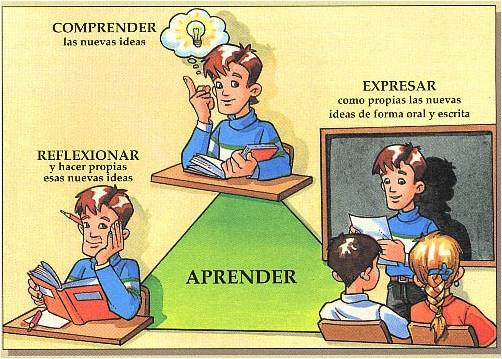 COMPRENDER
las nuevas ideas
EXPRESAR
como propias las nuevas
ideas de forma oral y escrita
REFLEXIONAR
y hacer propias
esas nuevas ideas
APRENDER